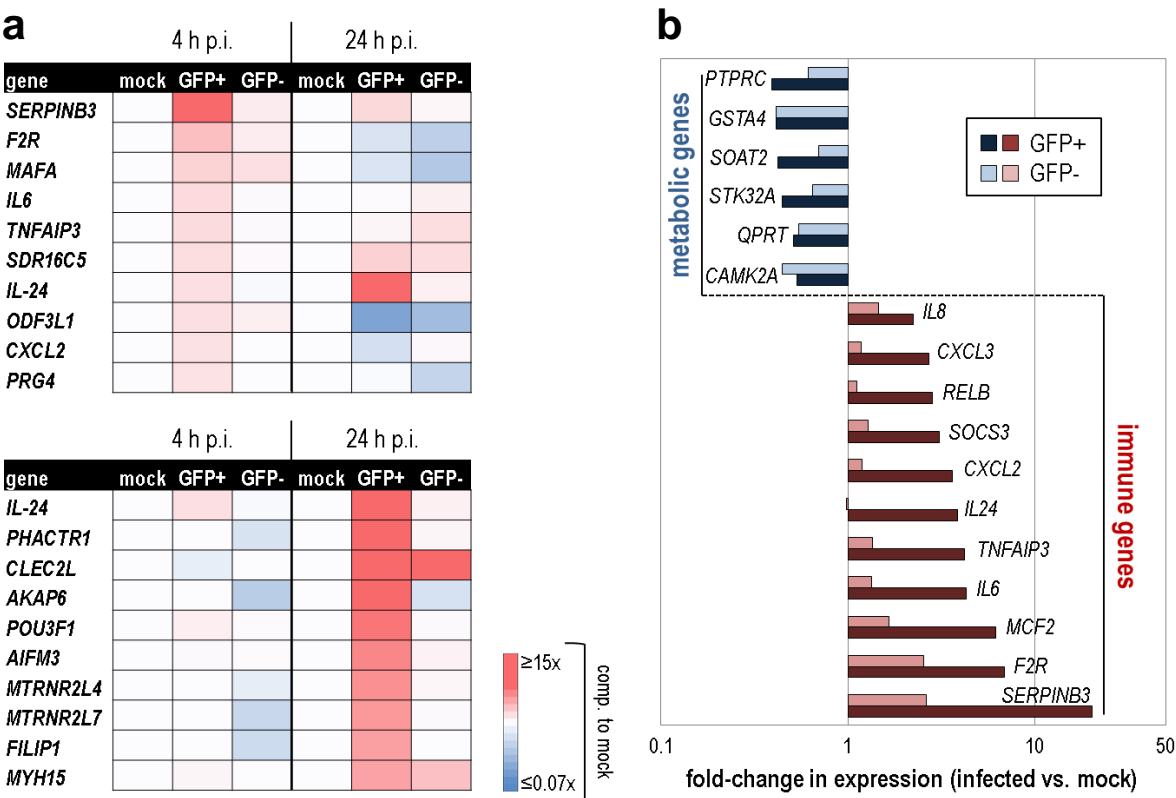 a
4 h p.i. 24 h p.i.
gene mock GFP+ GFP- mock GFP+ GFP-
SERPINB3
F2R
MAFA
IL6
TNFAIP3
SDR16C5
IL-24
ODF3L1
CXCL2
PRG4
4 h p.i. 24 h p.i.
gene mock GFP+ GFP- mock GFP+ GFP-
IL-24
PHACTR1
CLEC2L
AKAP6
POU3F1
AIFM3
MTRNR2L4
MTRNR2L7
FILIP1
MYH15
≥15x
≤0.07x
comp. to mock
b
metabolic genes
PTPRC
GSTA4
SOAT2
STK32A
QPRT
CAMK2A
GFP+
GFP-
IL8
CXCL3
RELB
SOCS3
CXCL2
IL24
TNFAIP3
IL6
MCF2
F2R
SERPINB3
immune genes
0.1 1 10 50
fold-change in expression (infected vs. mock)